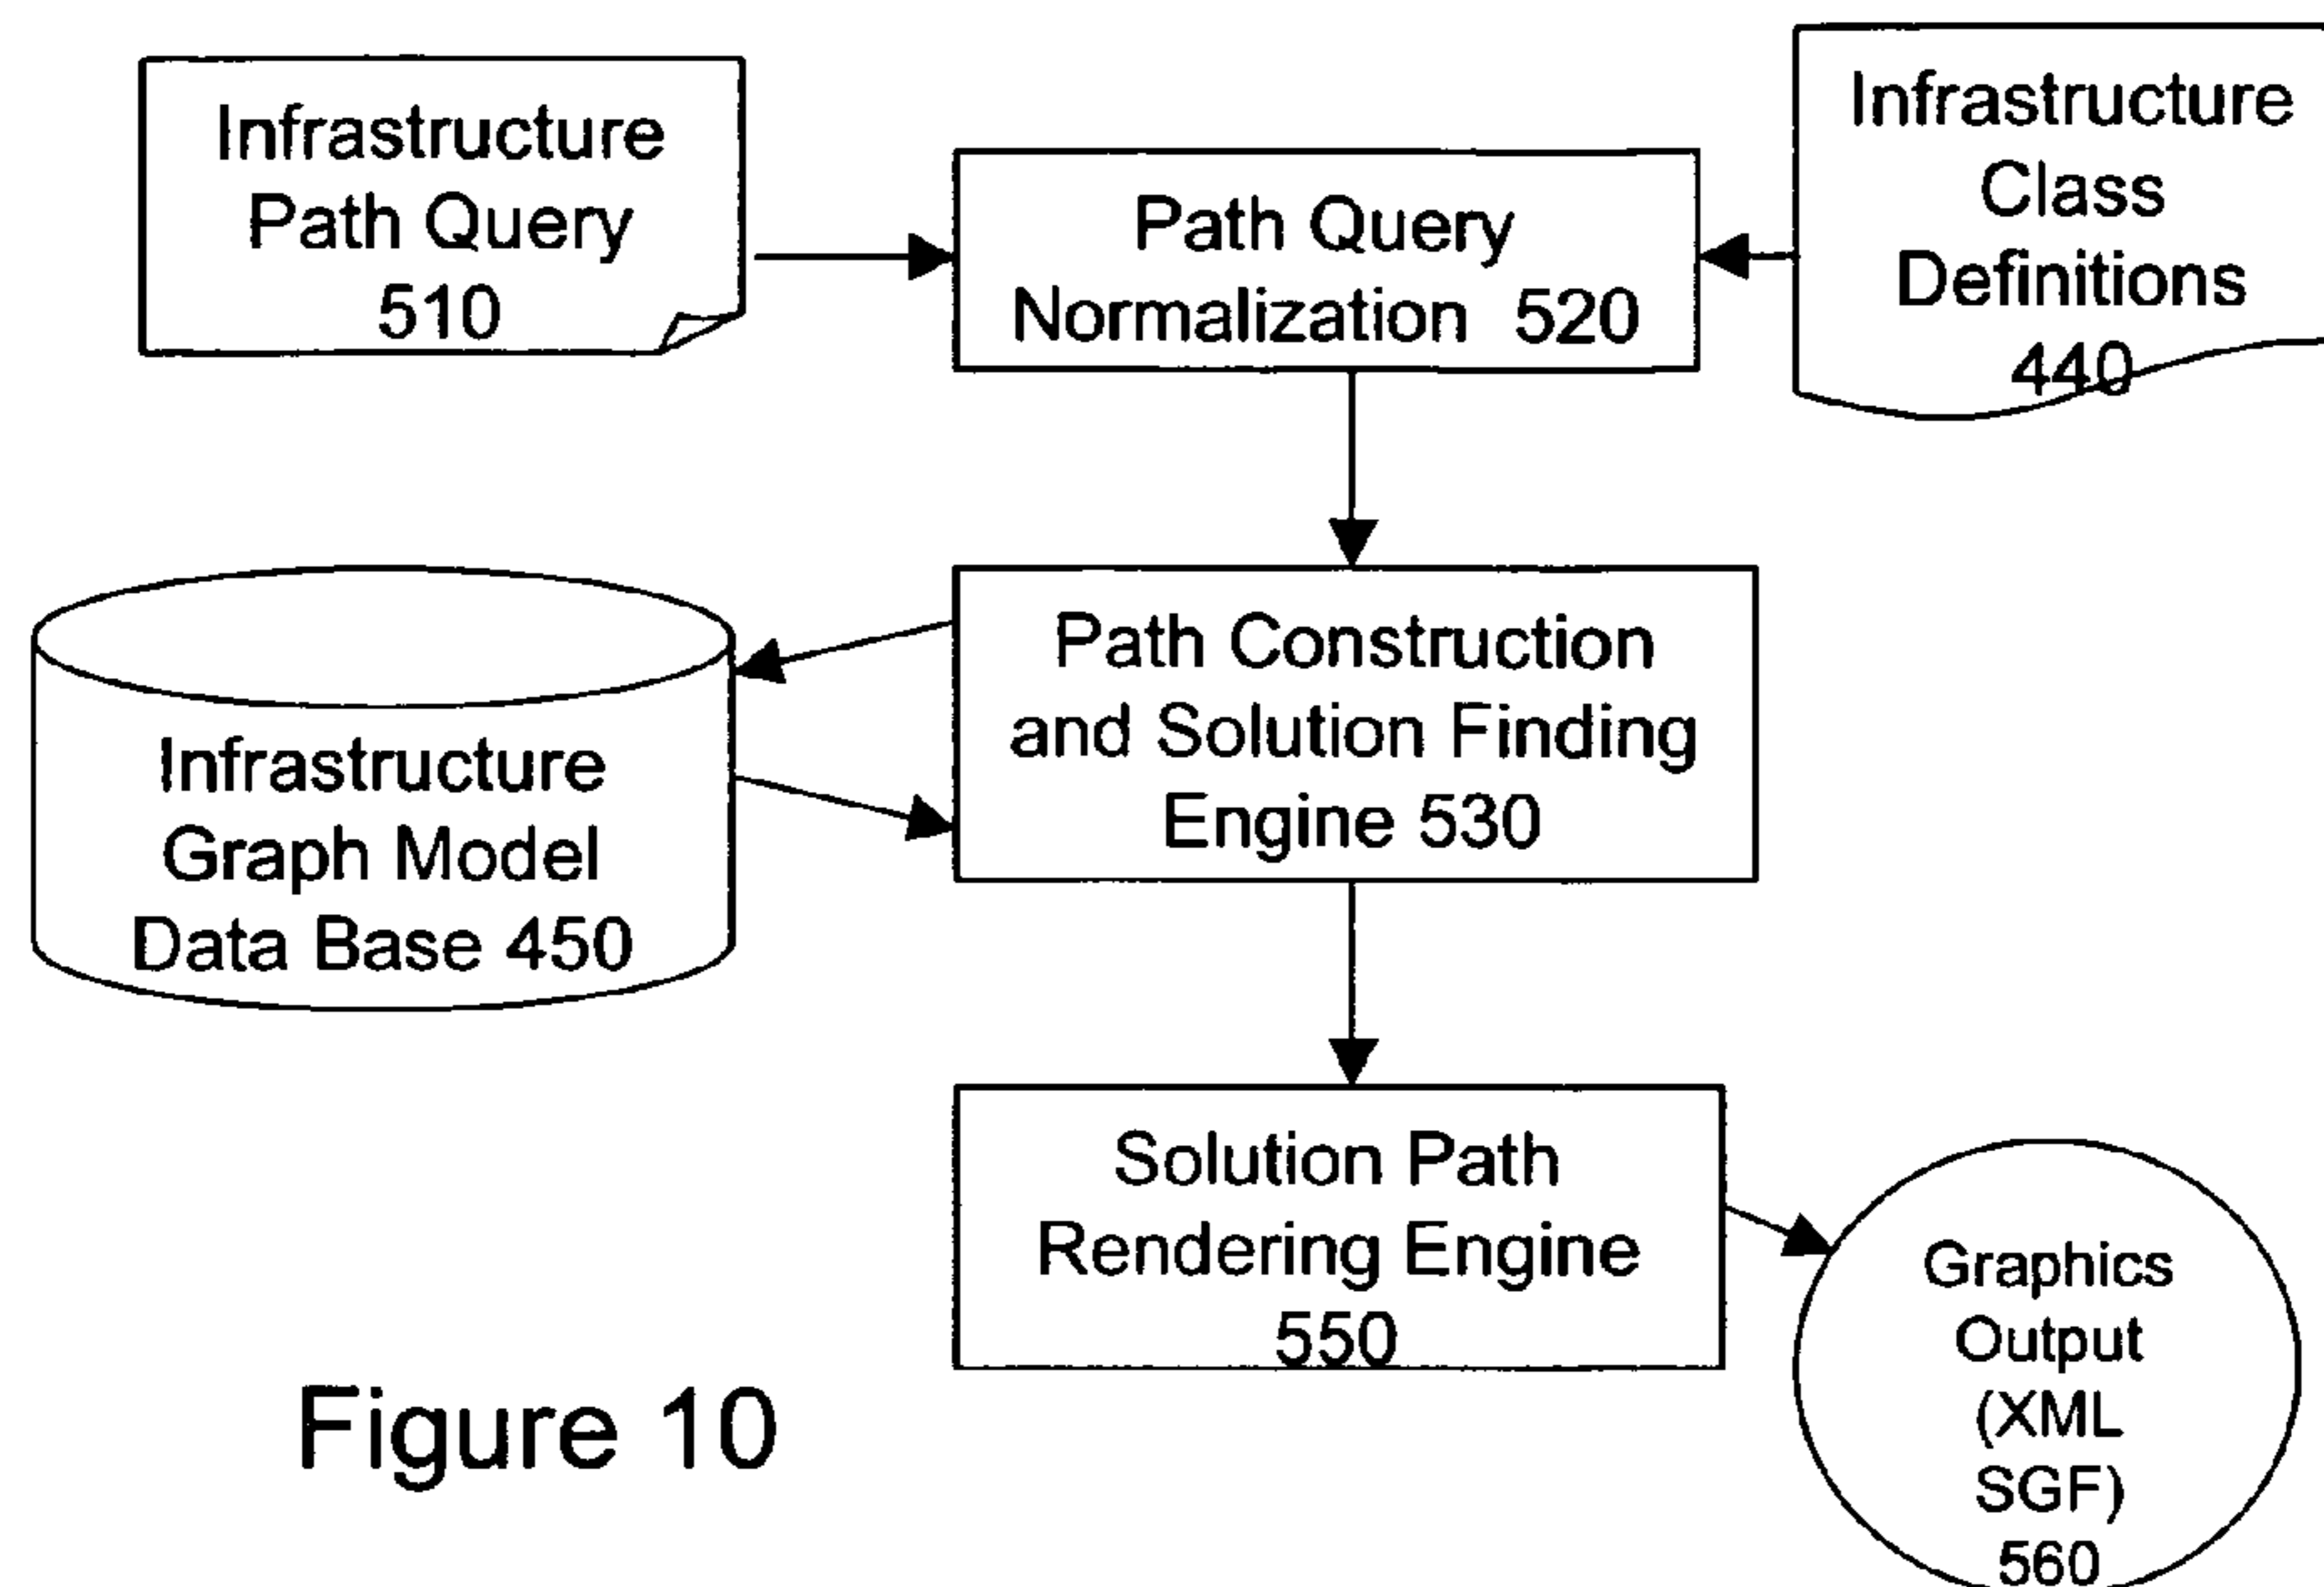 Infrastructure
Path Query
510
Path Query
Normalization 520
Infrastructure
Class
Definitions
440
Infrastructure
Graph Model
Data Base 450
Path Construction
and Solution Finding
Engine 530
Solution Path
Rendering Engine
550
Graphics
Output
(XML
SGF)
560
Figure 10